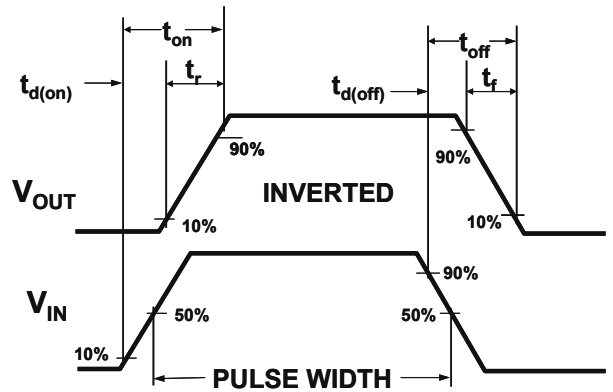 t_on
t_off
t_d(on)
t_r
t_d(off)
t_f
90%
90%
V_OUT
INVERTED
10%
10%
90%
V_IN
50%
50%
10%
PULSE WIDTH